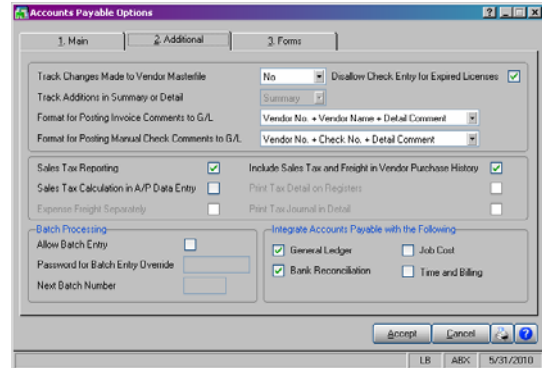 Accounts Payable Options
1. Main 2. Additional 3. Forms
Track Changes Made to Vendor Masterfile No Disallow Check Entry for Expired Licenses
Track Additions in Summary or Detail Summary
Format for Posting Invoice Comments to G/L Vendor No. + Vendor Name + Detail Comment
Format for Posting Manual Check Comments to G/L Vendor No. + Check No. + Detail Comment
Sales Tax Reporting Include Sales Tax and Freight in Vendor Purchase History
Sales Tax Calculation in A/P Data Entry Print Tax Detail on Registers
Expense Freight Separately Print Tax Journal in Detail
Batch Processing Integrate Accounts Payable with the Following
Allow Batch Entry General Ledger Job Cost
Password for Batch Entry Override Bank Reconciliation Time and Billing
Next Batch Number
Accept Cancel
LB ABX 5/31/2010